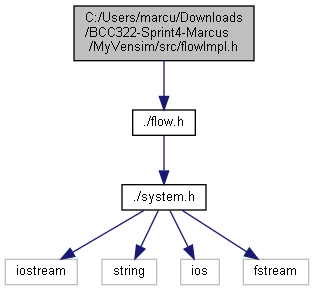 C:/Users/marcu/Downloads
/BCC322-Sprint4-Marcus
/MyVensim/src/flowImpl.h
./flow.h
./system.h
iostream
string
ios
fstream